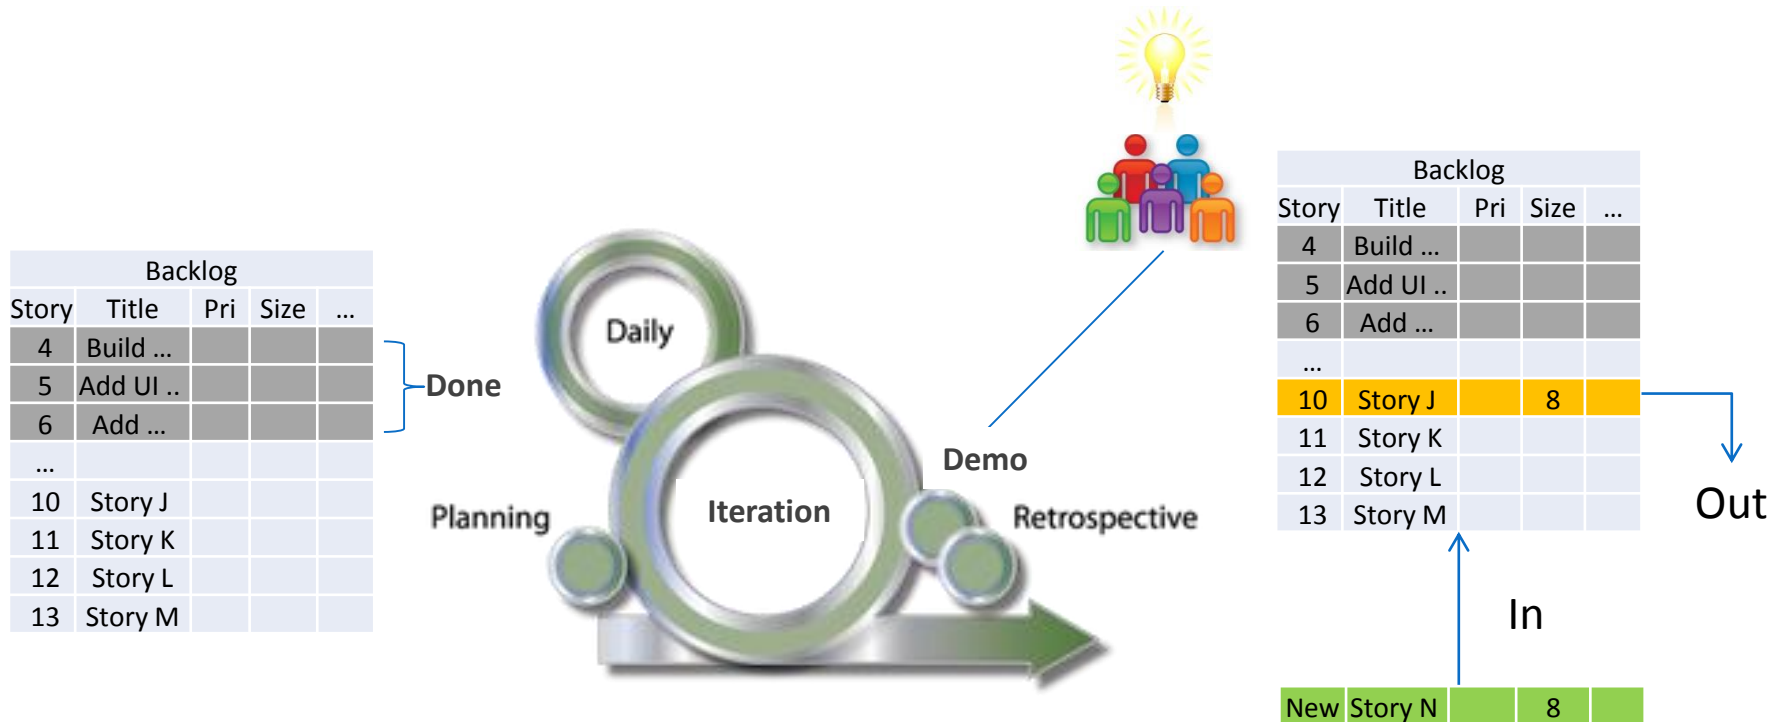 Backlog
Story Title Pri Size ...
4 Build ...
5 Add UI ..
6 Add ...
...
10 Story J
11 Story K
12 Story L
13 Story M
Done
Daily
Planning
Iteration
Demo
Retrospective
Backlog
Story Title Pri Size ...
4 Build ...
5 Add UI ..
6 Add ...
...
10 Story J 8
11 Story K
12 Story L
13 Story M
Out
In
New Story N 8